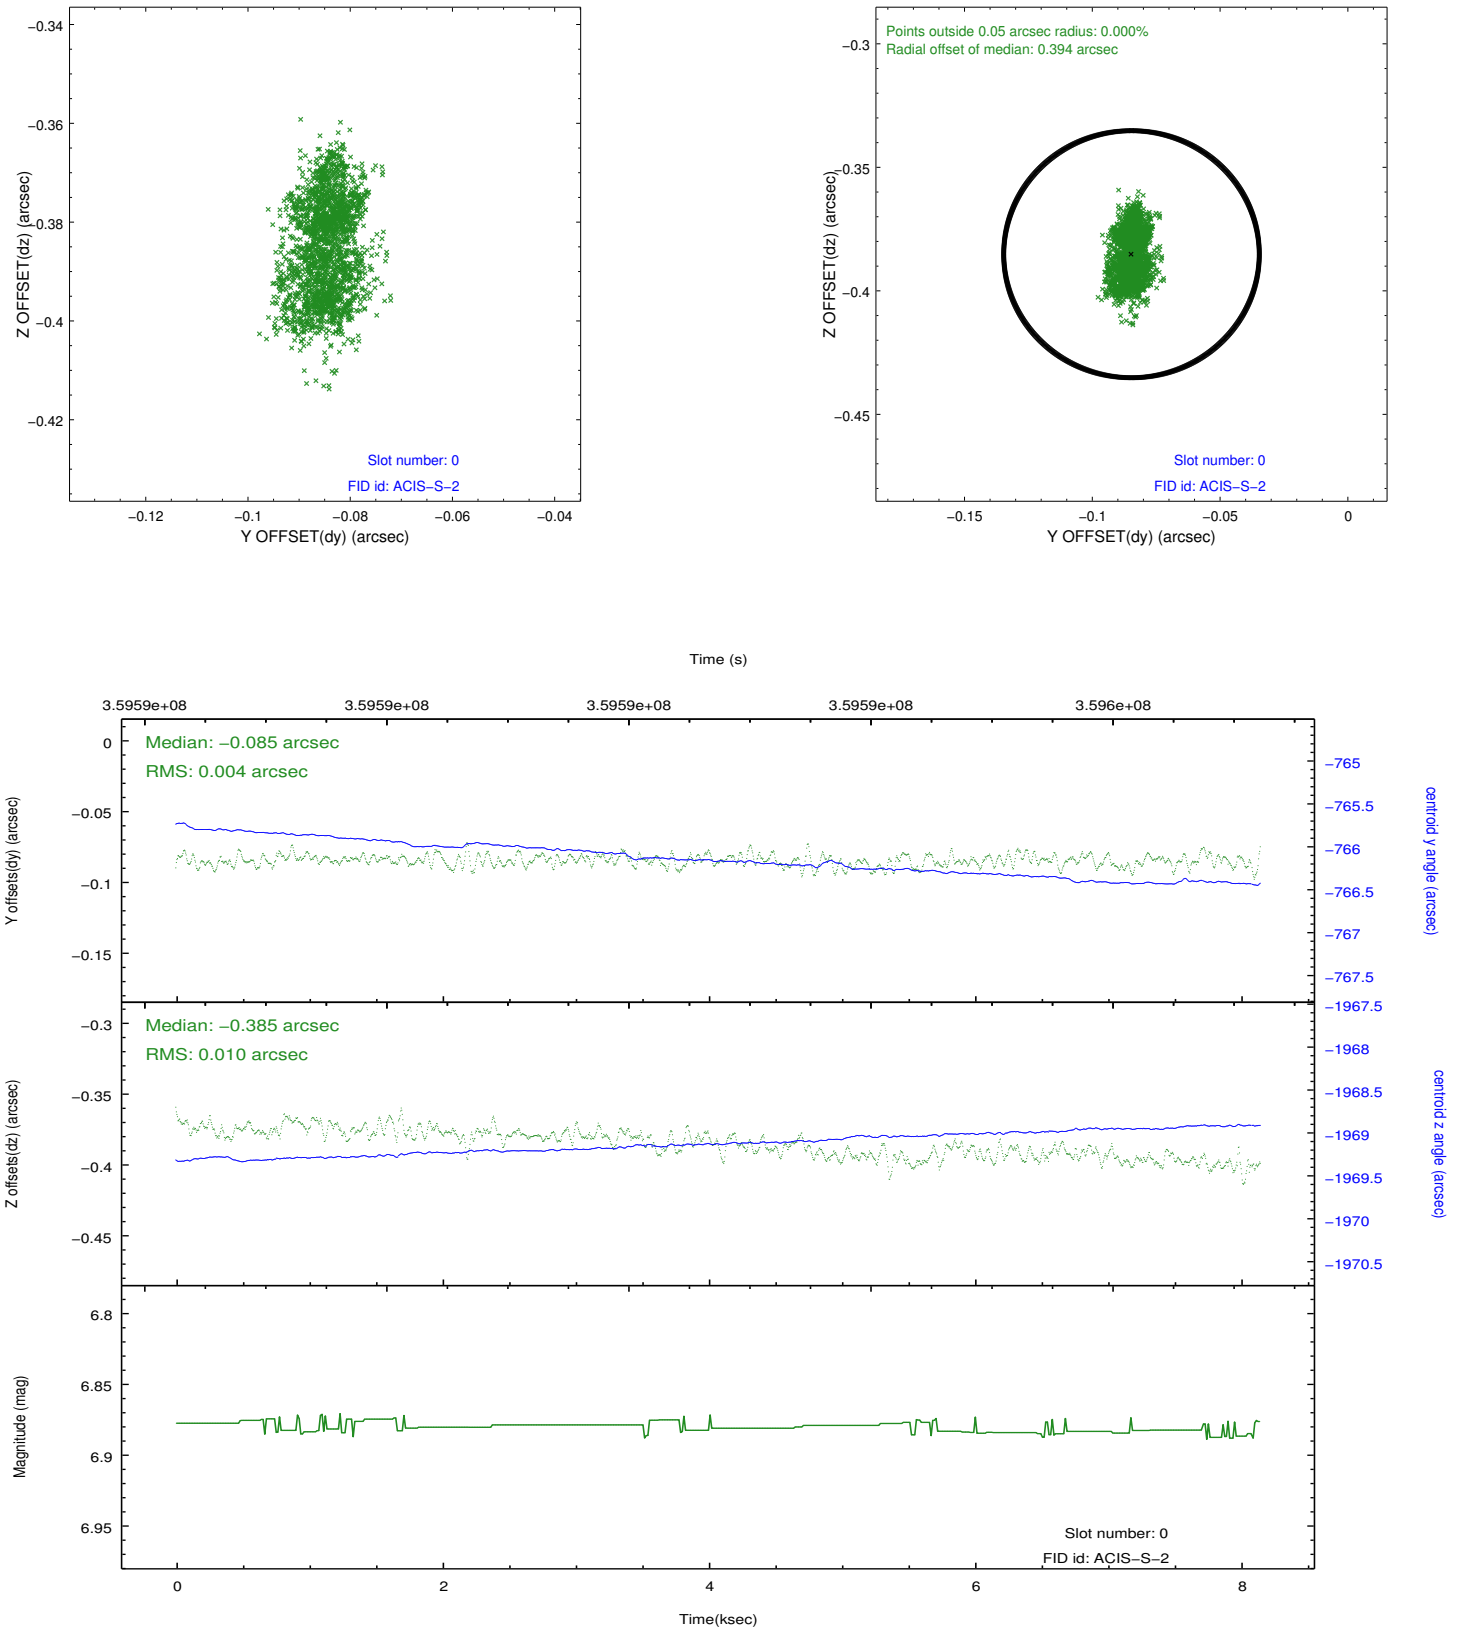 −0.34
−0.36
−0.38
−0.4
−0.42
Z OFFSET(dz) (arcsec)
Slot number: 0
FID id: ACIS−S−2
−0.12
−0.1
−0.08
−0.06
−0.04
Y OFFSET(dy) (arcsec)
Points outside 0.05 arcsec radius: 0.000%
Radial offset of median: 0.394 arcsec
−0.3
−0.35
−0.4
−0.45
Z OFFSET(dz) (arcsec)
Slot number: 0
FID id: ACIS−S−2
−0.15
−0.1
−0.05
0
Y OFFSET(dy) (arcsec)
Time (s)
3.5959e+08
3.5959e+08
3.5959e+08
3.5959e+08
3.596e+08
Median: −0.085 arcsec
RMS: 0.004 arcsec
0
−0.05
−0.1
−0.15
Y offsets(dy) (arcsec)
−765
−765.5
−766
−766.5
−767
−767.5
centroid y angle (arcsec)
Median: −0.385 arcsec
RMS: 0.010 arcsec
−0.3
−0.35
−0.4
−0.45
Z offsets(dz) (arcsec)
−1967.5
−1968
−1968.5
−1969
−1969.5
−1970
−1970.5
centroid z angle (arcsec)
6.8
6.85
6.9
6.95
Magnitude (mag)
Slot number: 0
FID id: ACIS−S−2
0
2
4
6
8
Time(ksec)